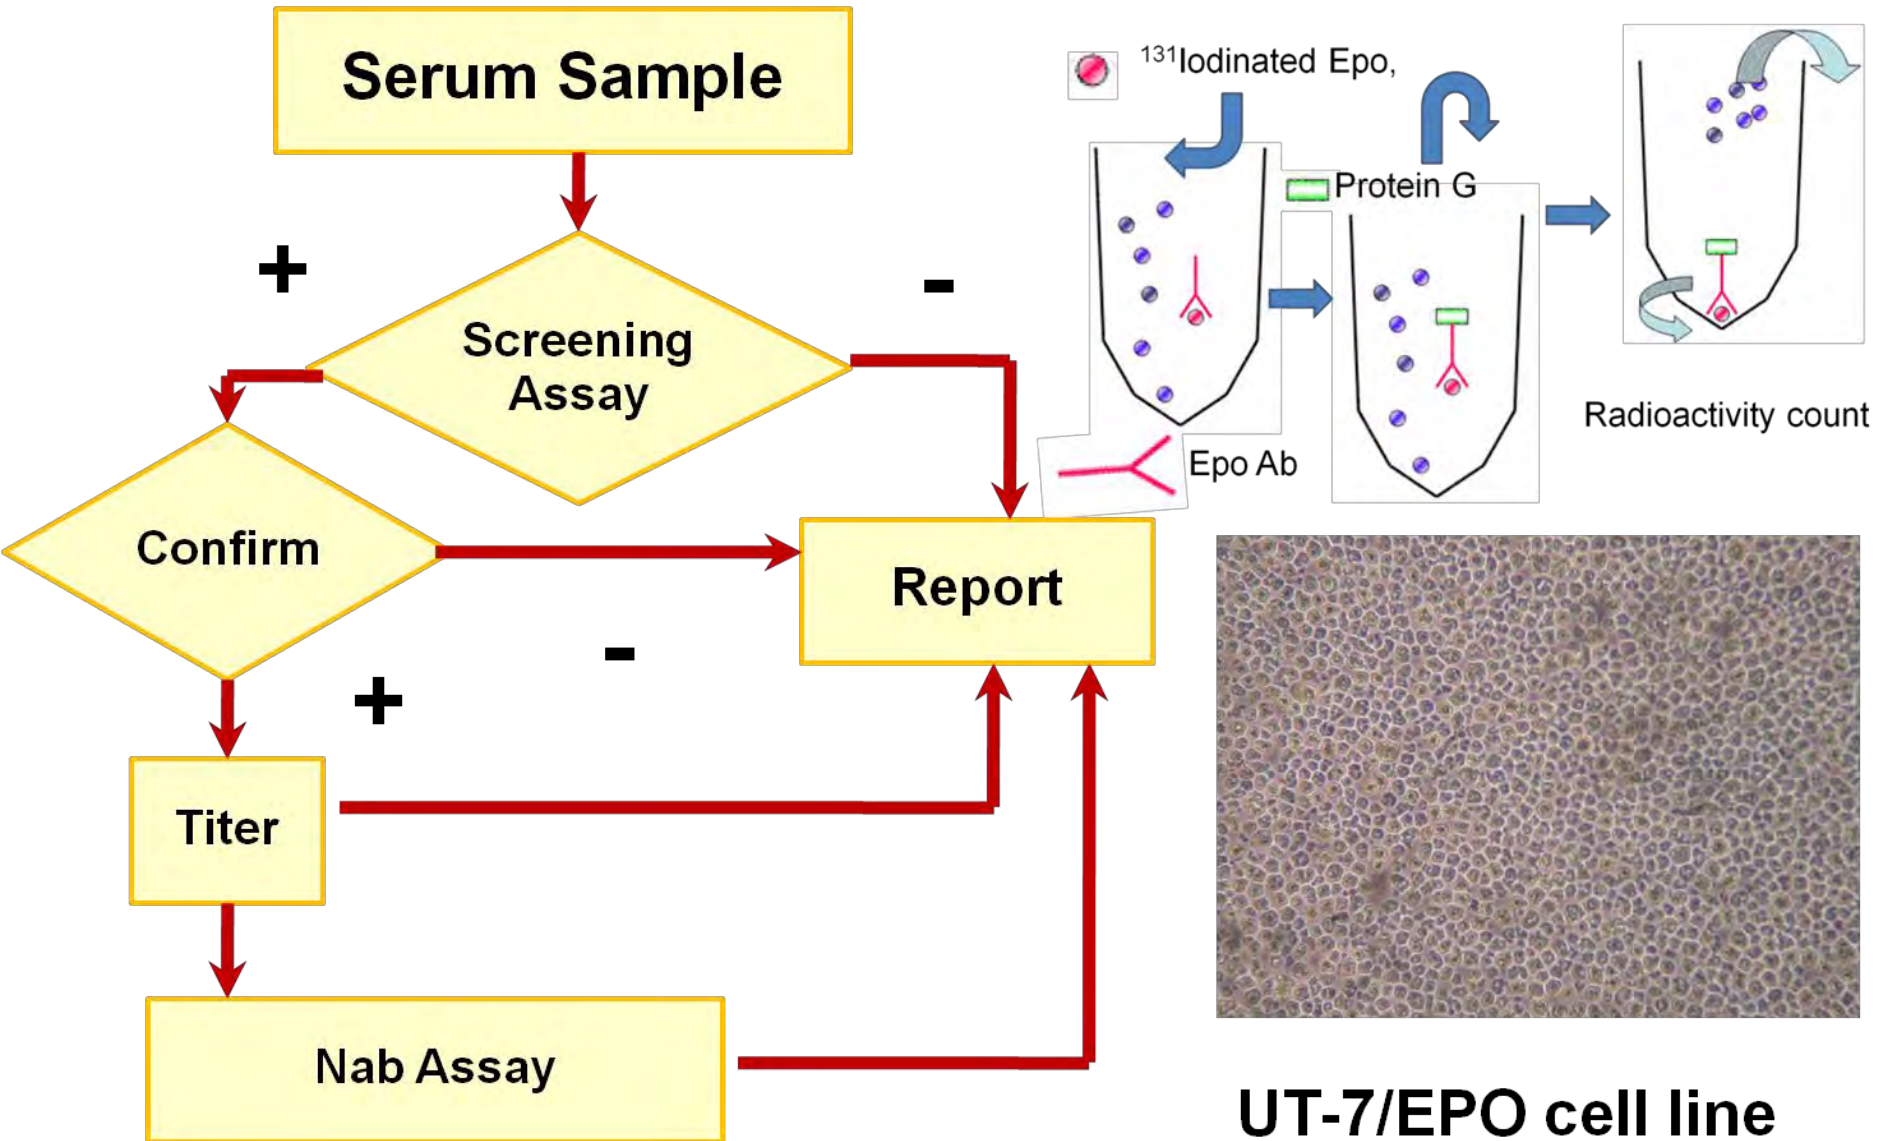 Serum Sample
+
-
Screening
Assay
Confirm
-
+
Report
Titer
Nab Assay
131Iodinated Epo,
Protein G
Epo Ab
Radioactivity count
UT-7/EPO cell line